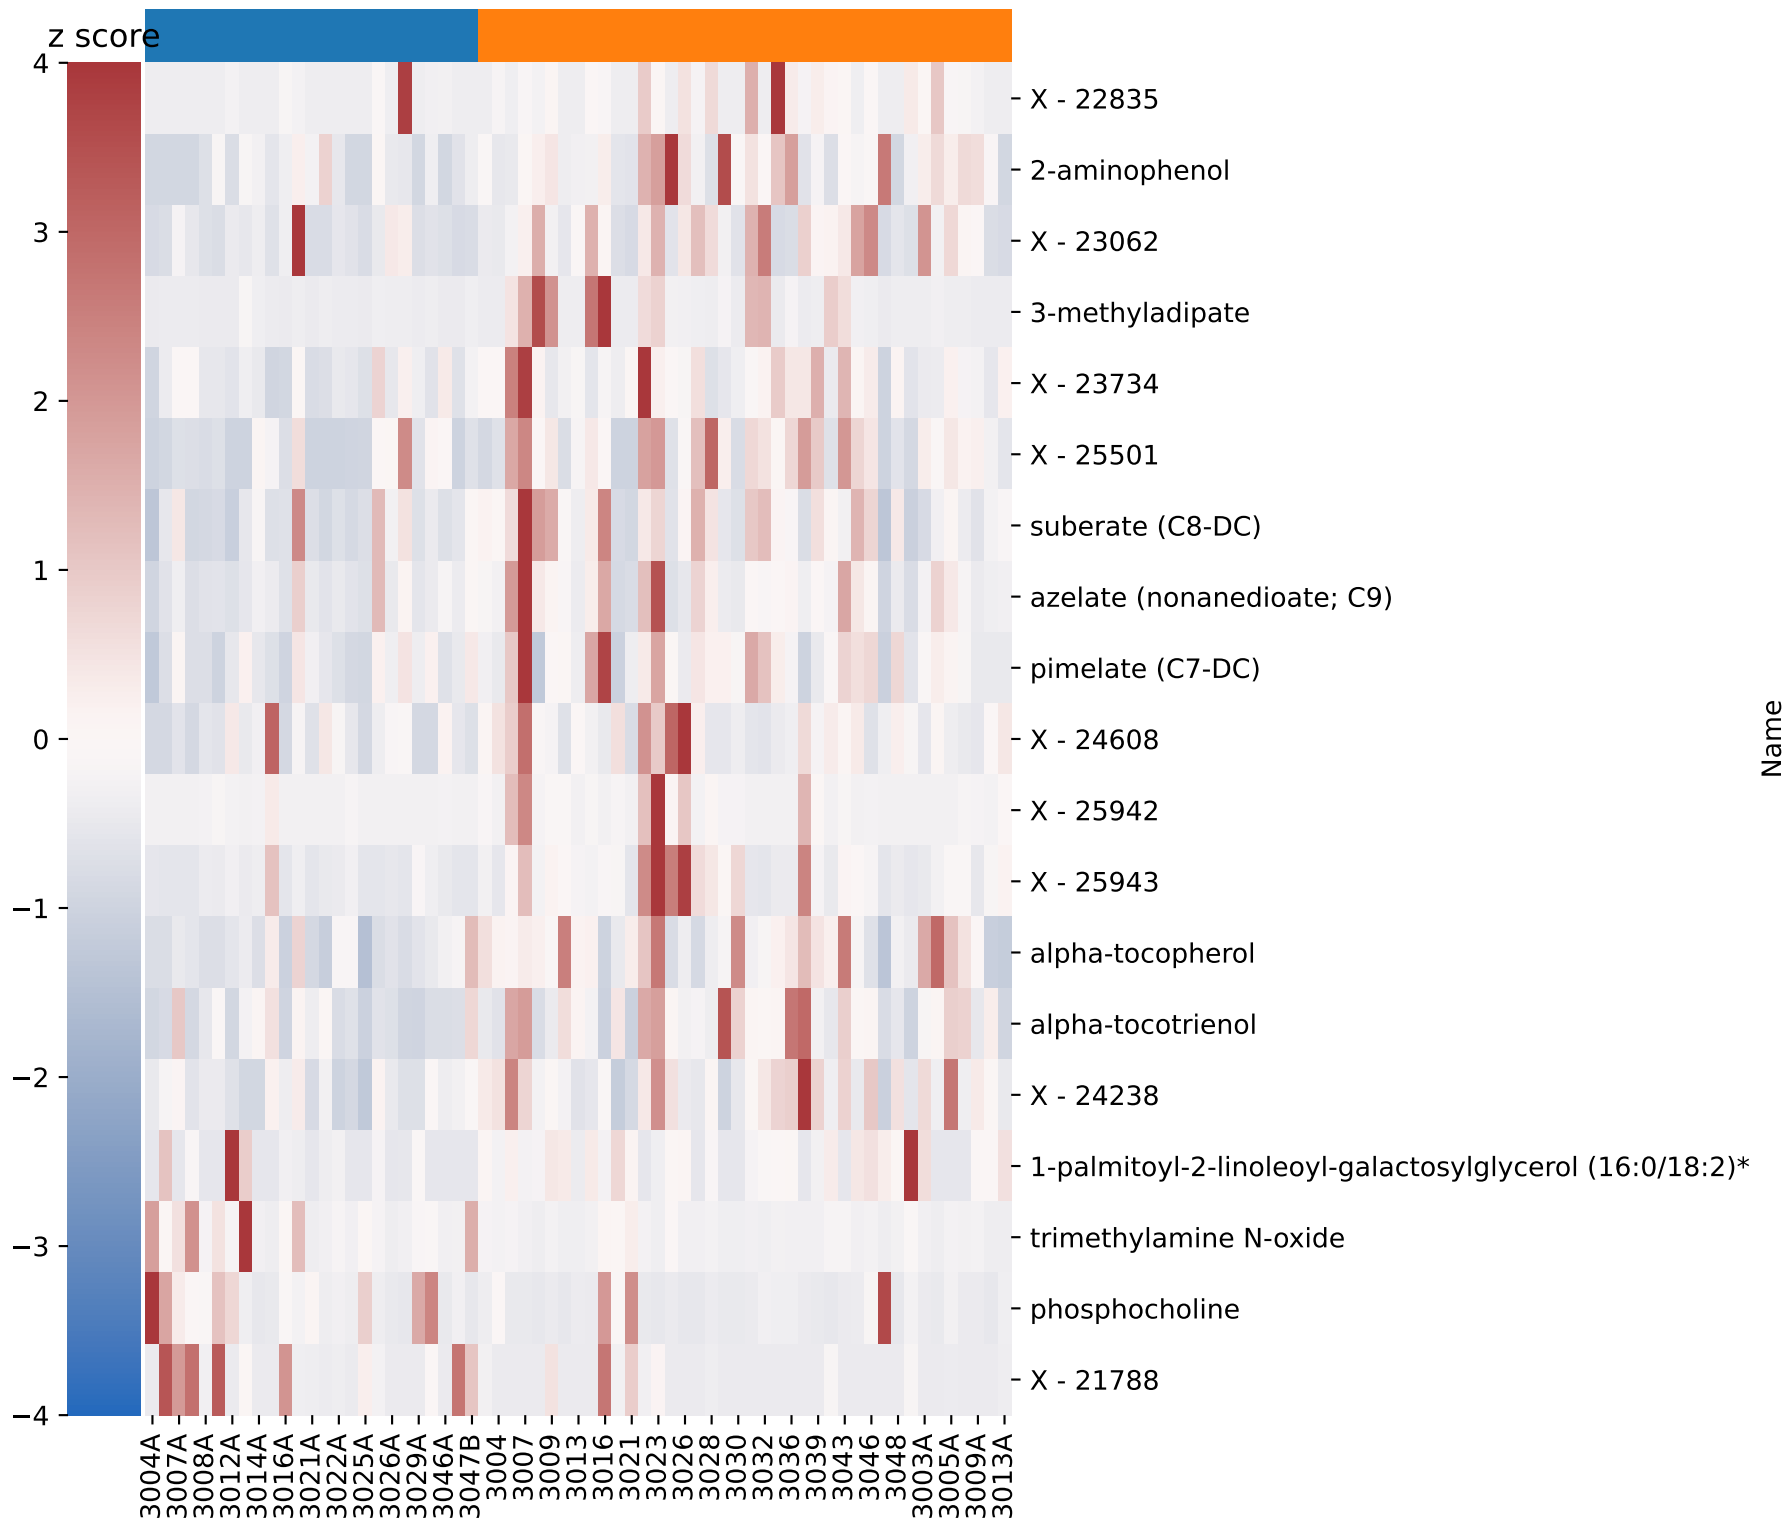 z score
4
3
2
1
0
−1
−2
−3
−4
X - 22835
2-aminophenol
X - 23062
3-methyladipate
X - 23734
X - 25501
suberate (C8-DC)
azelate (nonanedioate; C9)
pimelate (C7-DC)
X - 24608
X - 25942
X - 25943
alpha-tocopherol
alpha-tocotrienol
X - 24238
1-palmitoyl-2-linoleoyl-galactosylglycerol (16:0/18:2)*
trimethylamine N-oxide
phosphocholine
X - 21788
Name
3004A
3007A
3008A
3012A
3014A
3016A
3021A
3022A
3025A
3026A
3029A
3046A
3047B
3004
3007
3009
3013
3016
3021
3023
3026
3028
3030
3032
3036
3039
3043
3046
3048
3003A
3005A
3009A
3013A